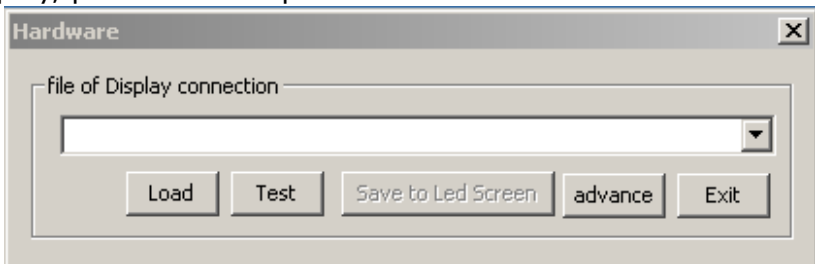 Hardware
file of Display connection
Load Test Save to Led Screen advance Exit